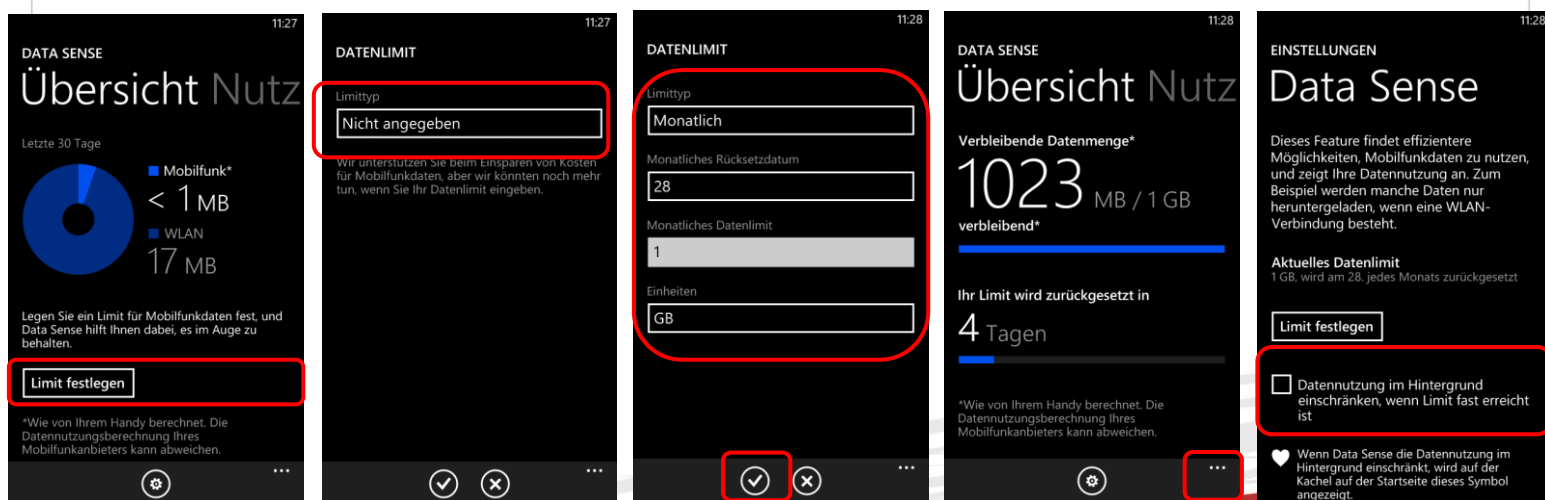 11:27
DATA SENSE
Übersicht Nutz
Letzte 30 Tage
Mobilfunk*
< 1 MB
WLAN
17 MB
Legen Sie ein Limit für Mobilfunkdaten fest, und
Data Sense hilft Ihnen dabei, es im Auge zu
behalten.
Limit festlegen
*Wie von Ihrem Handy berechnet. Die
Datennutzungsberechnung Ihres
Mobilfunkanbieters kann abweichen.
...
11:27
DATENLIMIT
Limittyp
Nicht angegeben
Wir unterstützen Sie beim Einsparen von Kosten
für Mobilfunkdaten, aber wir könnten noch mehr
tun, wenn Sie Ihr Datenlimit eingeben.
...
11:28
DATENLIMIT
Limittyp
Monatlich
Monatliches Rücksetzdatum
28
Monatliches Datenlimit
1
Einheiten
GB
...
11:28
DATA SENSE
Übersicht Nutz
Verbleibende Datenmenge*
1023 MB / 1 GB
verbleibend*
Ihr Limit wird zurückgesetzt in
4 Tagen
*Wie von Ihrem Handy berechnet. Die
Datennutzungsberechnung Ihres
Mobilfunkanbieters kann abweichen.
...
11:28
EINSTELLUNGEN
Data Sense
Dieses Feature findet effizientere
Möglichkeiten, Mobilfunkdaten zu nutzen,
und zeigt Ihre Datennutzung an. Zum
Beispiel werden manche Daten nur
heruntergeladen, wenn eine WLAN-
Verbindung besteht.
Aktuelles Datenlimit
1 GB, wird am 28. jedes Monats zurückgesetzt
Limit festlegen
Datennutzung im Hintergrund
einschränken, wenn Limit fast erreicht
ist
Wenn Data Sense die Datennutzung im
Hintergrund einschränkt, wird auf der
Kachel auf der Startseite dieses Symbol
angezeigt.